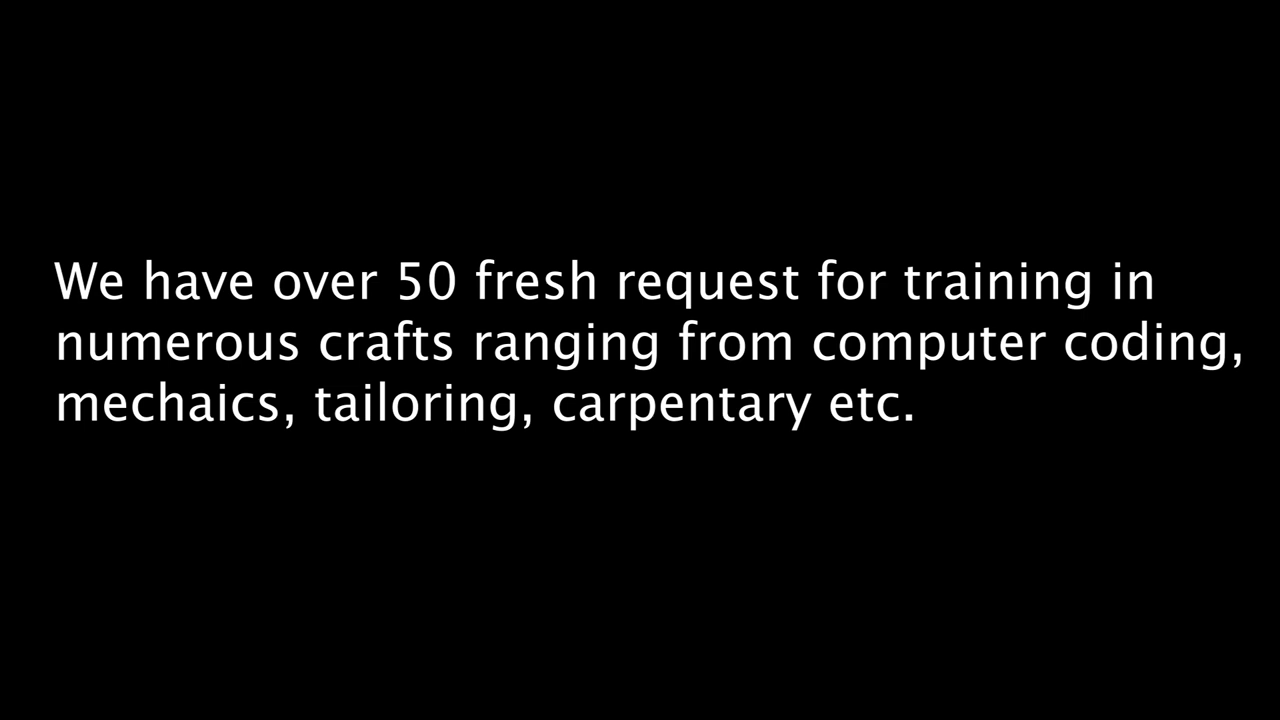 We have over 50 fresh request for training in
numerous crafts ranging from computer coding,
mechaics, tailoring, carpentary etc.